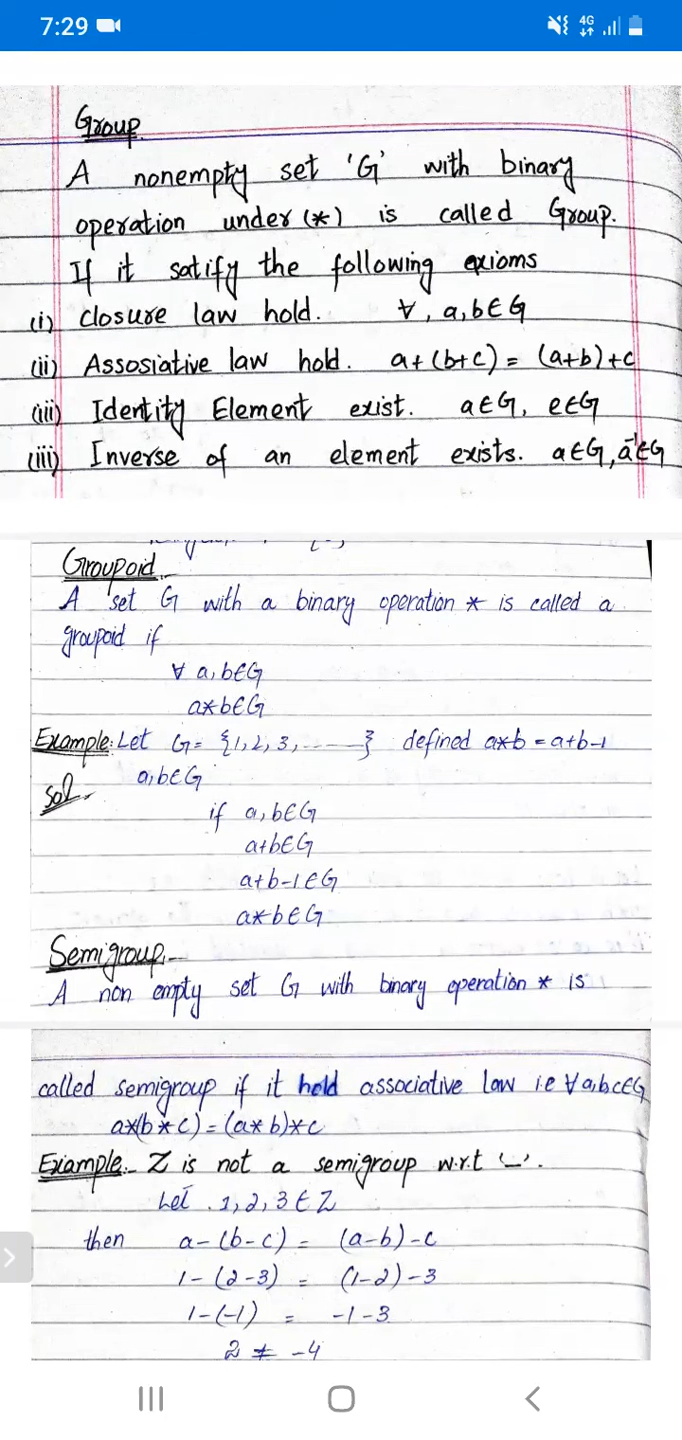 7:29
4G
Group
A nonempty set 'G' with binary
operation under (*) is called Group.
If it satify the following axioms
(i) closure law hold. ∀, a,b∈G
(ii) Assosiative law hold. a+(b+c) = (a+b)+c
(iii) Identity Element exist. a∈G, e∈G
(iii) Inverse of an element exists. a∈G, a⁻¹∈G
Groupoid
A set G with a binary operation * is called a
groupoid if
∀ a,b∈G
a*b∈G
Example: Let G = {1,2,3,------} defined a*b = a+b-1
a,b∈G
Sol.
if a,b∈G
a+b∈G
a+b-1∈G
a*b∈G
Semigroup.-
A non empty set G with binary operation * is
called semigroup if it hold associative law i.e ∀a,b,c∈G
a*(b*c) = (a*b)*c
Example:- Z is not a semigroup w.r.t '-'.
Let 1,2,3 ∈ Z
then a-(b-c) = (a-b)-c
1-(2-3) = (1-2)-3
1-(-1) = -1-3
2 ≠ -4